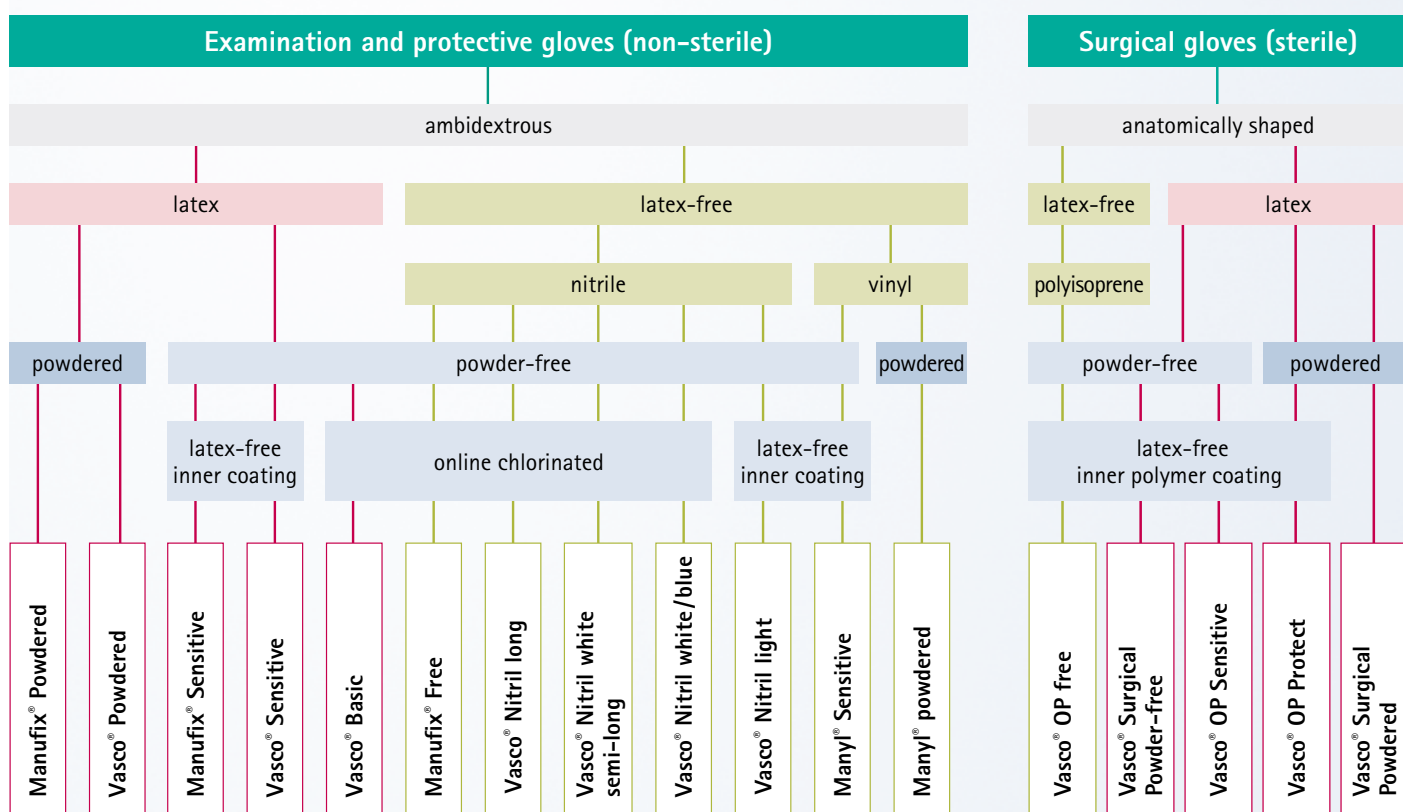 Examination and protective gloves (non-sterile)
Surgical gloves (sterile)
ambidextrous
anatomically shaped
latex
latex-free
latex-free
latex
nitrile
vinyl
polyisoprene
powdered
powder-free
powdered
powder-free
powdered
latex-free
inner coating
online chlorinated
latex-free
inner coating
latex-free
inner polymer coating
Manufix® Powdered
Vasco® Powdered
Manufix® Sensitive
Vasco® Sensitive
Vasco® Basic
Manufix® Free
Vasco® Nitril long
Vasco® Nitril white
semi-long
Vasco® Nitril white/blue
Vasco® Nitril light
Manyl® Sensitive
Manyl® powdered
Vasco® OP free
Vasco® Surgical
Powder-free
Vasco® OP Sensitive
Vasco® OP Protect
Vasco® Surgical
Powdered